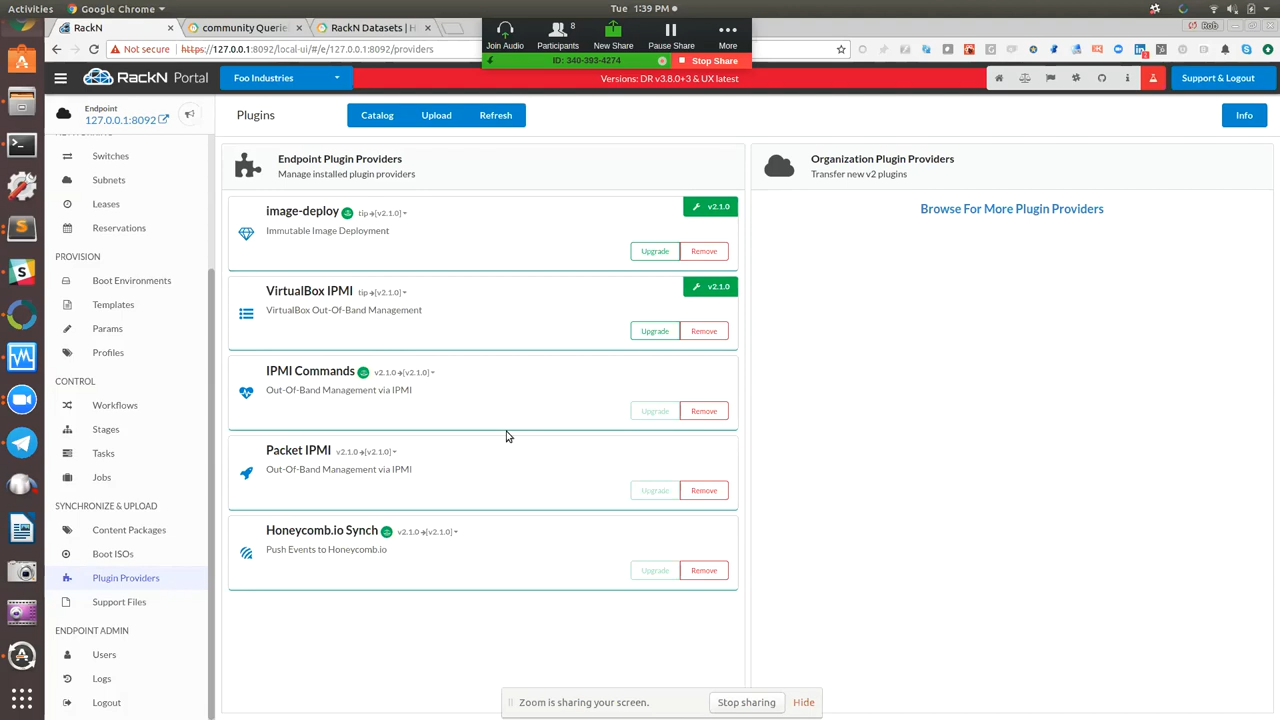 Activities
Google Chrome
Tue 1:39 PM
Rob
RackN
community Querie
RackN Datasets | H
Join Audio
Participants
8
New Share
Pause Share
More
ID: 340-393-4274
Stop Share
Not secure
https://127.0.0.1:8092/local-ui/#/e/127.0.0.1:8092/providers
RACKN Portal
Foo Industries
Versions: DR v3.8.0+3 & UX latest
Support & Logout
Endpoint
127.0.0.1:8092
Plugins
Catalog
Upload
Refresh
Info
Switches
Subnets
Leases
Reservations
PROVISION
Boot Environments
Templates
Params
Profiles
CONTROL
Workflows
Stages
Tasks
Jobs
SYNCHRONIZE & UPLOAD
Content Packages
Boot ISOs
Plugin Providers
Support Files
ENDPOINT ADMIN
Users
Logs
Logout
Endpoint Plugin Providers
Manage installed plugin providers
image-deploy tip→[v2.1.0]
v2.1.0
Immutable Image Deployment
Upgrade
Remove
VirtualBox IPMI tip→[v2.1.0]
v2.1.0
VirtualBox Out-Of-Band Management
Upgrade
Remove
IPMI Commands v2.1.0→[v2.1.0]
Out-Of-Band Management via IPMI
Upgrade
Remove
Packet IPMI v2.1.0→[v2.1.0]
Out-Of-Band Management via IPMI
Upgrade
Remove
Honeycomb.io Synch v2.1.0→[v2.1.0]
Push Events to Honeycomb.io
Upgrade
Remove
Organization Plugin Providers
Transfer new v2 plugins
Browse For More Plugin Providers
Zoom is sharing your screen.
Stop sharing
Hide